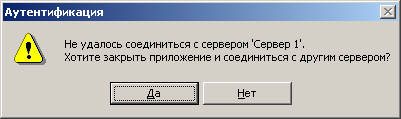 Аутентификация
Не удалось соединиться с сервером 'Сервер 1'.
Хотите закрыть приложение и соединиться с другим сервером?
Да
Нет